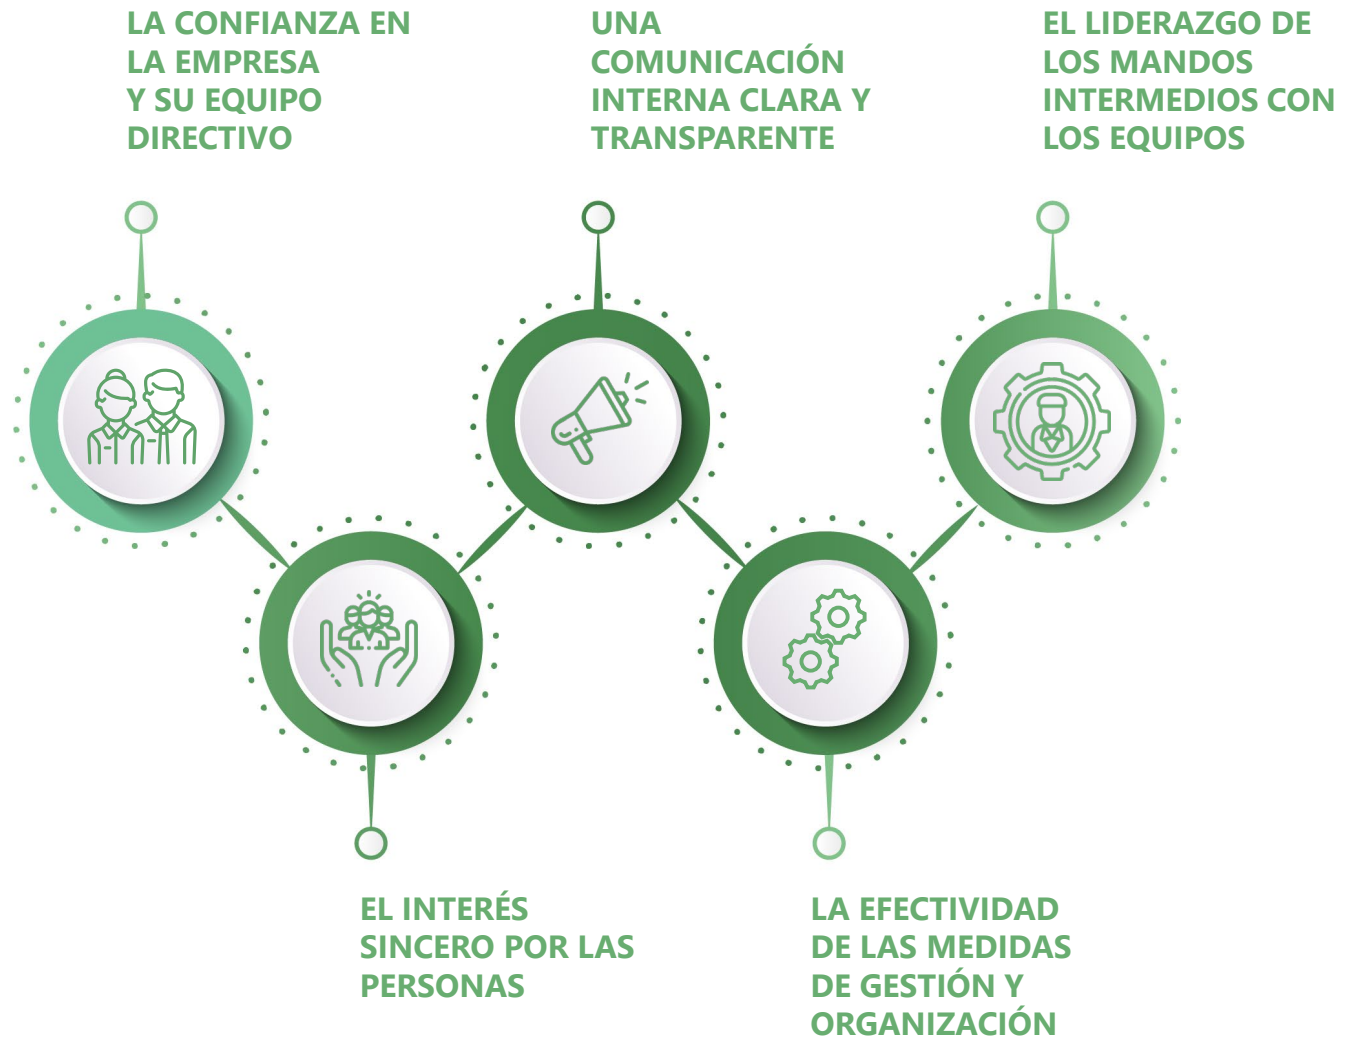 LA CONFIANZA EN
LA EMPRESA
Y SU EQUIPO
DIRECTIVO
UNA
COMUNICACIÓN
INTERNA CLARA Y
TRANSPARENTE
EL LIDERAZGO DE
LOS MANDOS
INTERMEDIOS CON
LOS EQUIPOS
EL INTERÉS
SINCERO POR LAS
PERSONAS
LA EFECTIVIDAD
DE LAS MEDIDAS
DE GESTIÓN Y
ORGANIZACIÓN